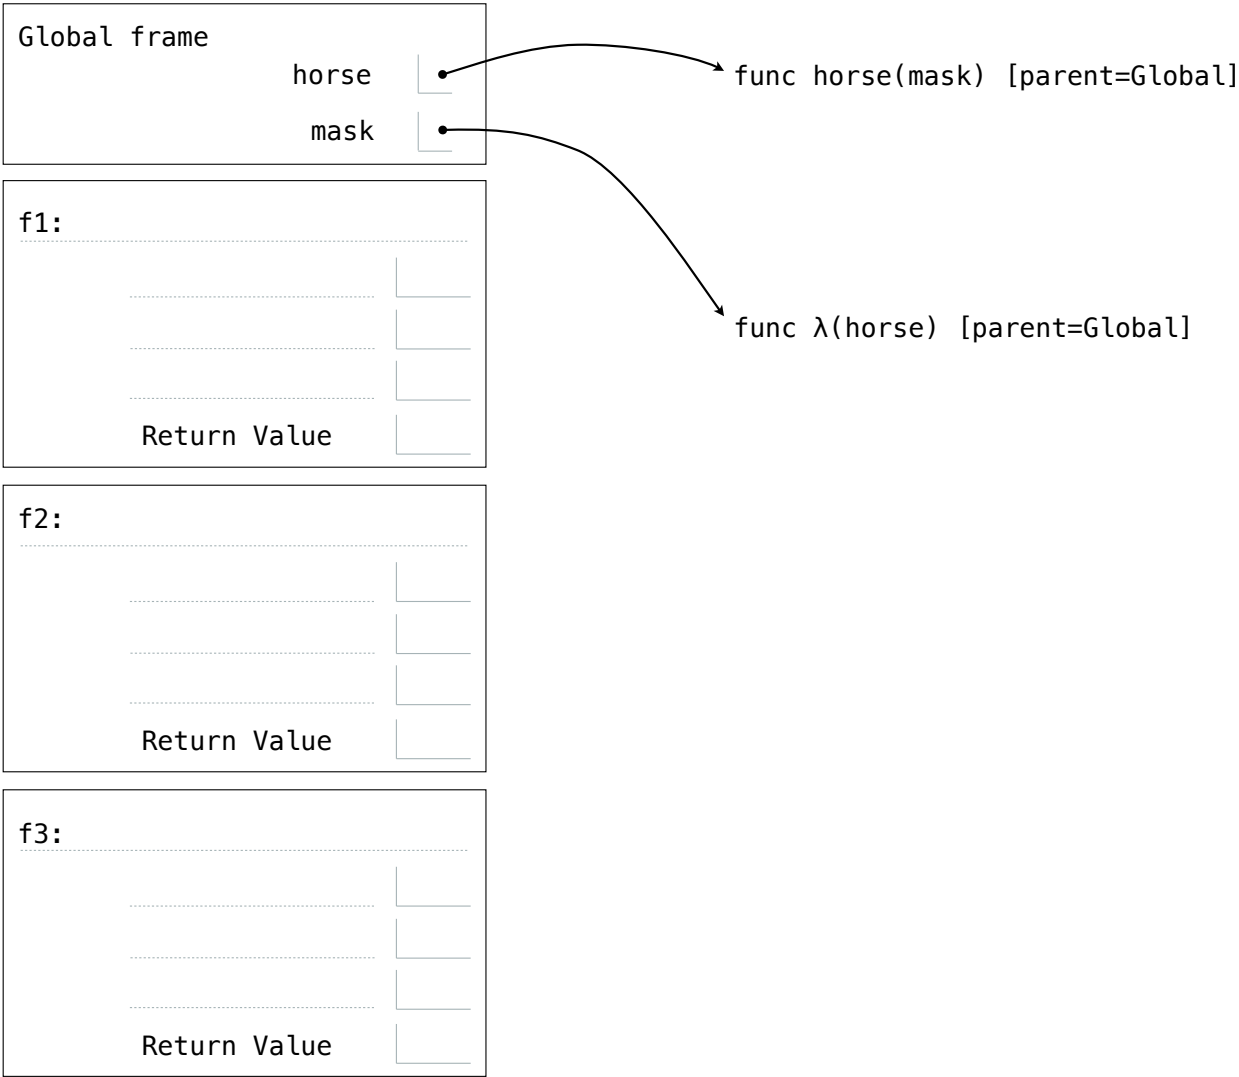 Global frame
horse
func horse(mask) [parent=Global]
mask
func λ(horse) [parent=Global]
f1:
Return Value
f2:
Return Value
f3:
Return Value